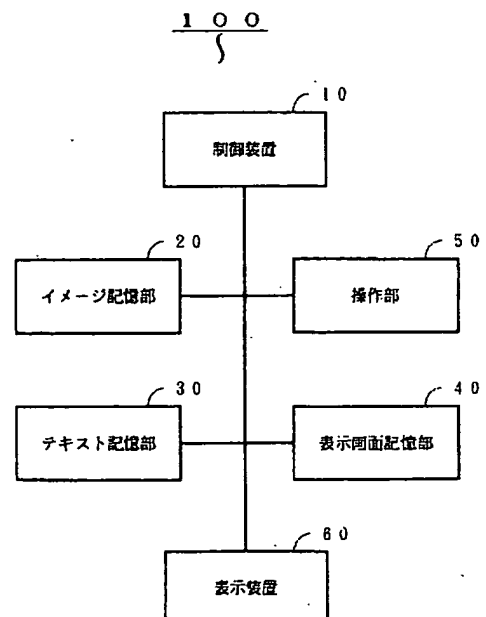 １００
１０
制御装置
２０
イメージ記憶部
５０
操作部
３０
テキスト記憶部
４０
表示画面記憶部
６０
表示装置